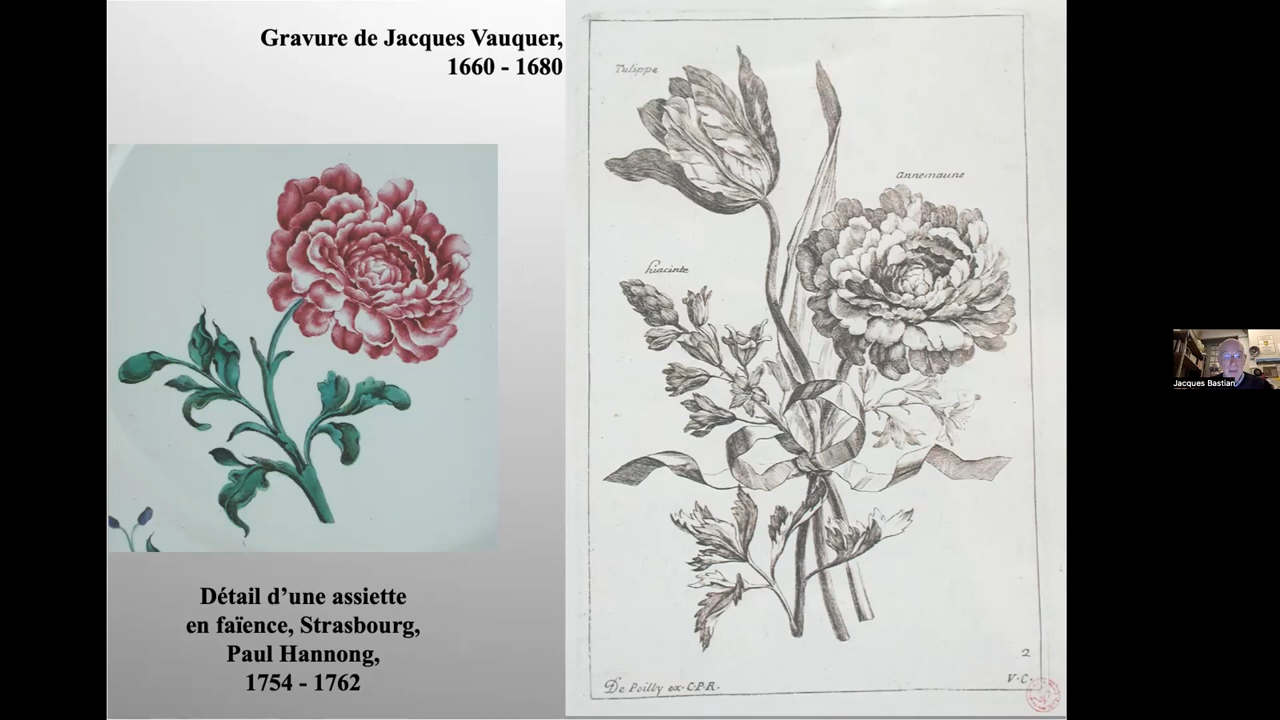 Gravure de Jacques Vauquer,
1660 - 1680
Tulippe
annemaune
hiacinte
Détail d’une assiette
en faïence, Strasbourg,
Paul Hannong,
1754 - 1762
2
De Poilly ex. C.P.R.
V.C.
Jacques Bastian